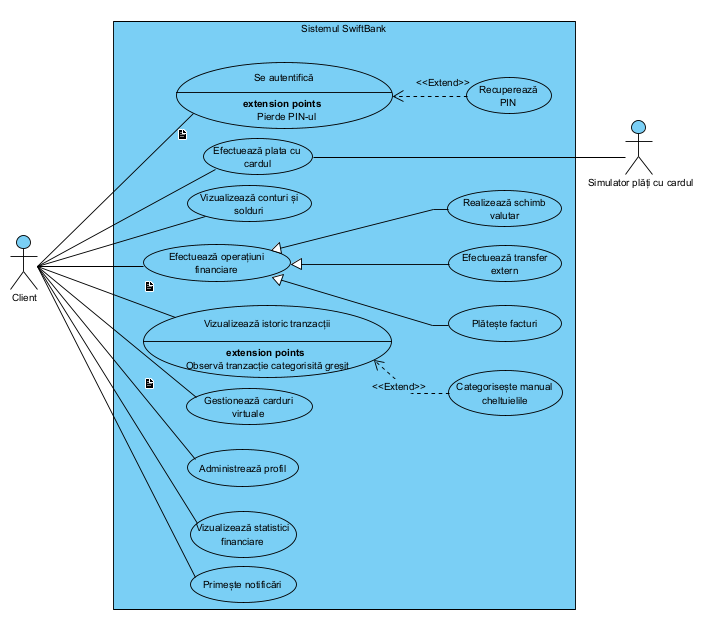 Sistemul SwiftBank
Se autentifică
extension points
Pierde PIN-ul
<<Extend>>
Recuperează
PIN
Efectuează plata cu
cardul
Simulator plăți cu cardul
Vizualizează conturi și
solduri
Realizează schimb
valutar
Efectuează operațiuni
financiare
Efectuează transfer
extern
Client
Vizualizează istoric tranzacții
extension points
Observă tranzacție categorisită greșit
Plătește facturi
<<Extend>>
Categorisește manual
cheltuielile
Gestionează carduri
virtuale
Administrează profil
Vizualizează statistici
financiare
Primește notificări